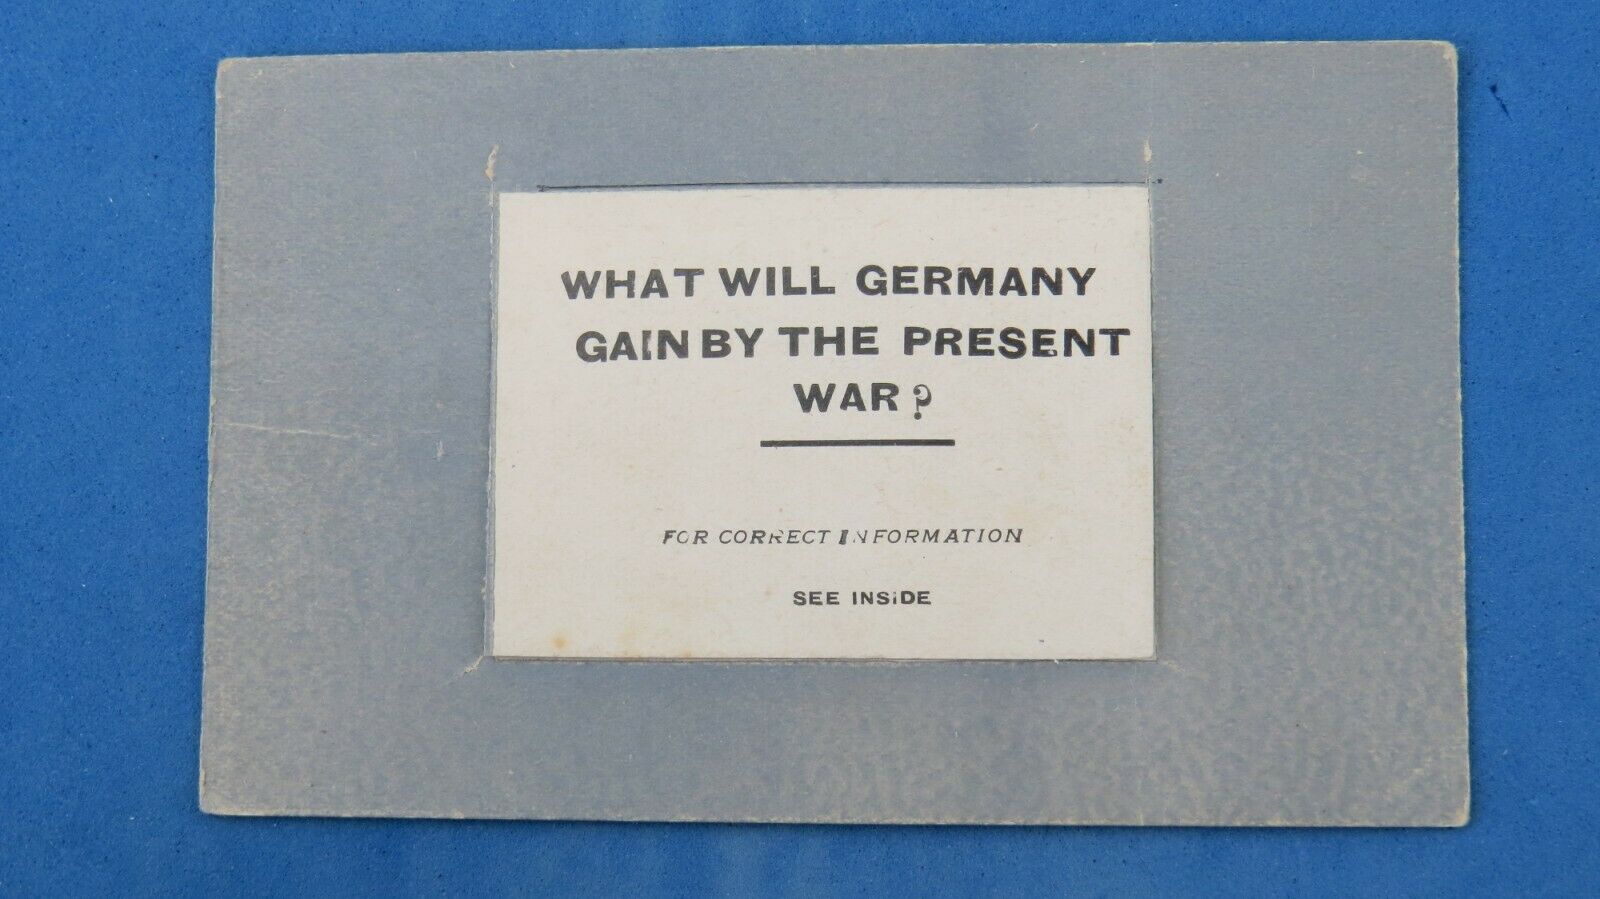 WHAT WILL GERMANY
GAIN BY THE PRESENT
WAR?
FOR CORRECT INFORMATION
SEE INSIDE